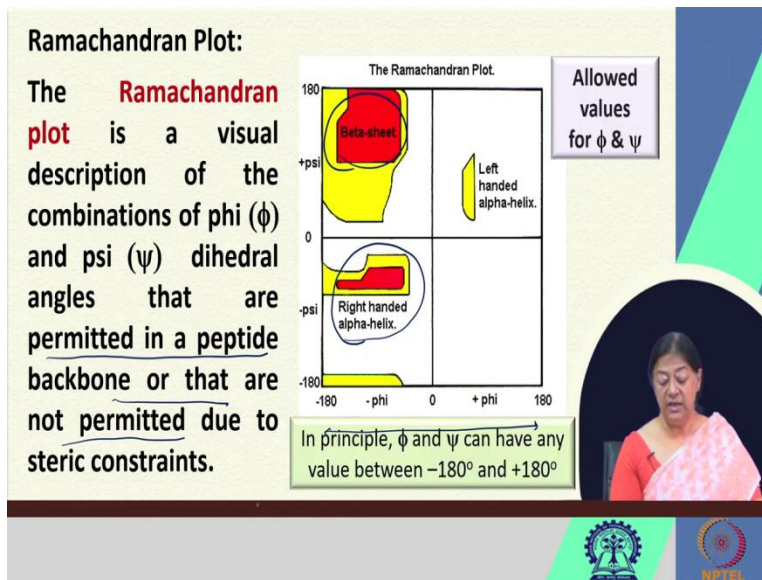 Ramachandran Plot:
The Ramachandran
plot is a visual
description of the
combinations of phi (ϕ)
and psi (ψ) dihedral
angles that are
permitted in a peptide
backbone or that are
not permitted due to
steric constraints.
The Ramachandran Plot.
180
Beta-sheet
+psi
Left
handed
alpha-helix.
0
-psi
Right handed
alpha-helix.
-180
-180 - phi 0 + phi 180
Allowed
values
for ϕ & ψ
In principle, ϕ and ψ can have any
value between –180° and +180°
NPTEL